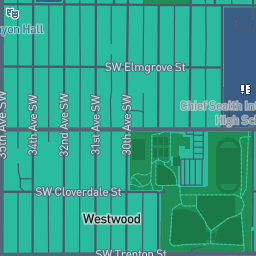 yon Hall
SW Elmgrove St
Chief Sealth Int
High Sch
35th Ave SW
34th Ave SW
32nd Ave SW
31st Ave SW
30th Ave SW
SW Cloverdale St
Westwood
SW Trenton St